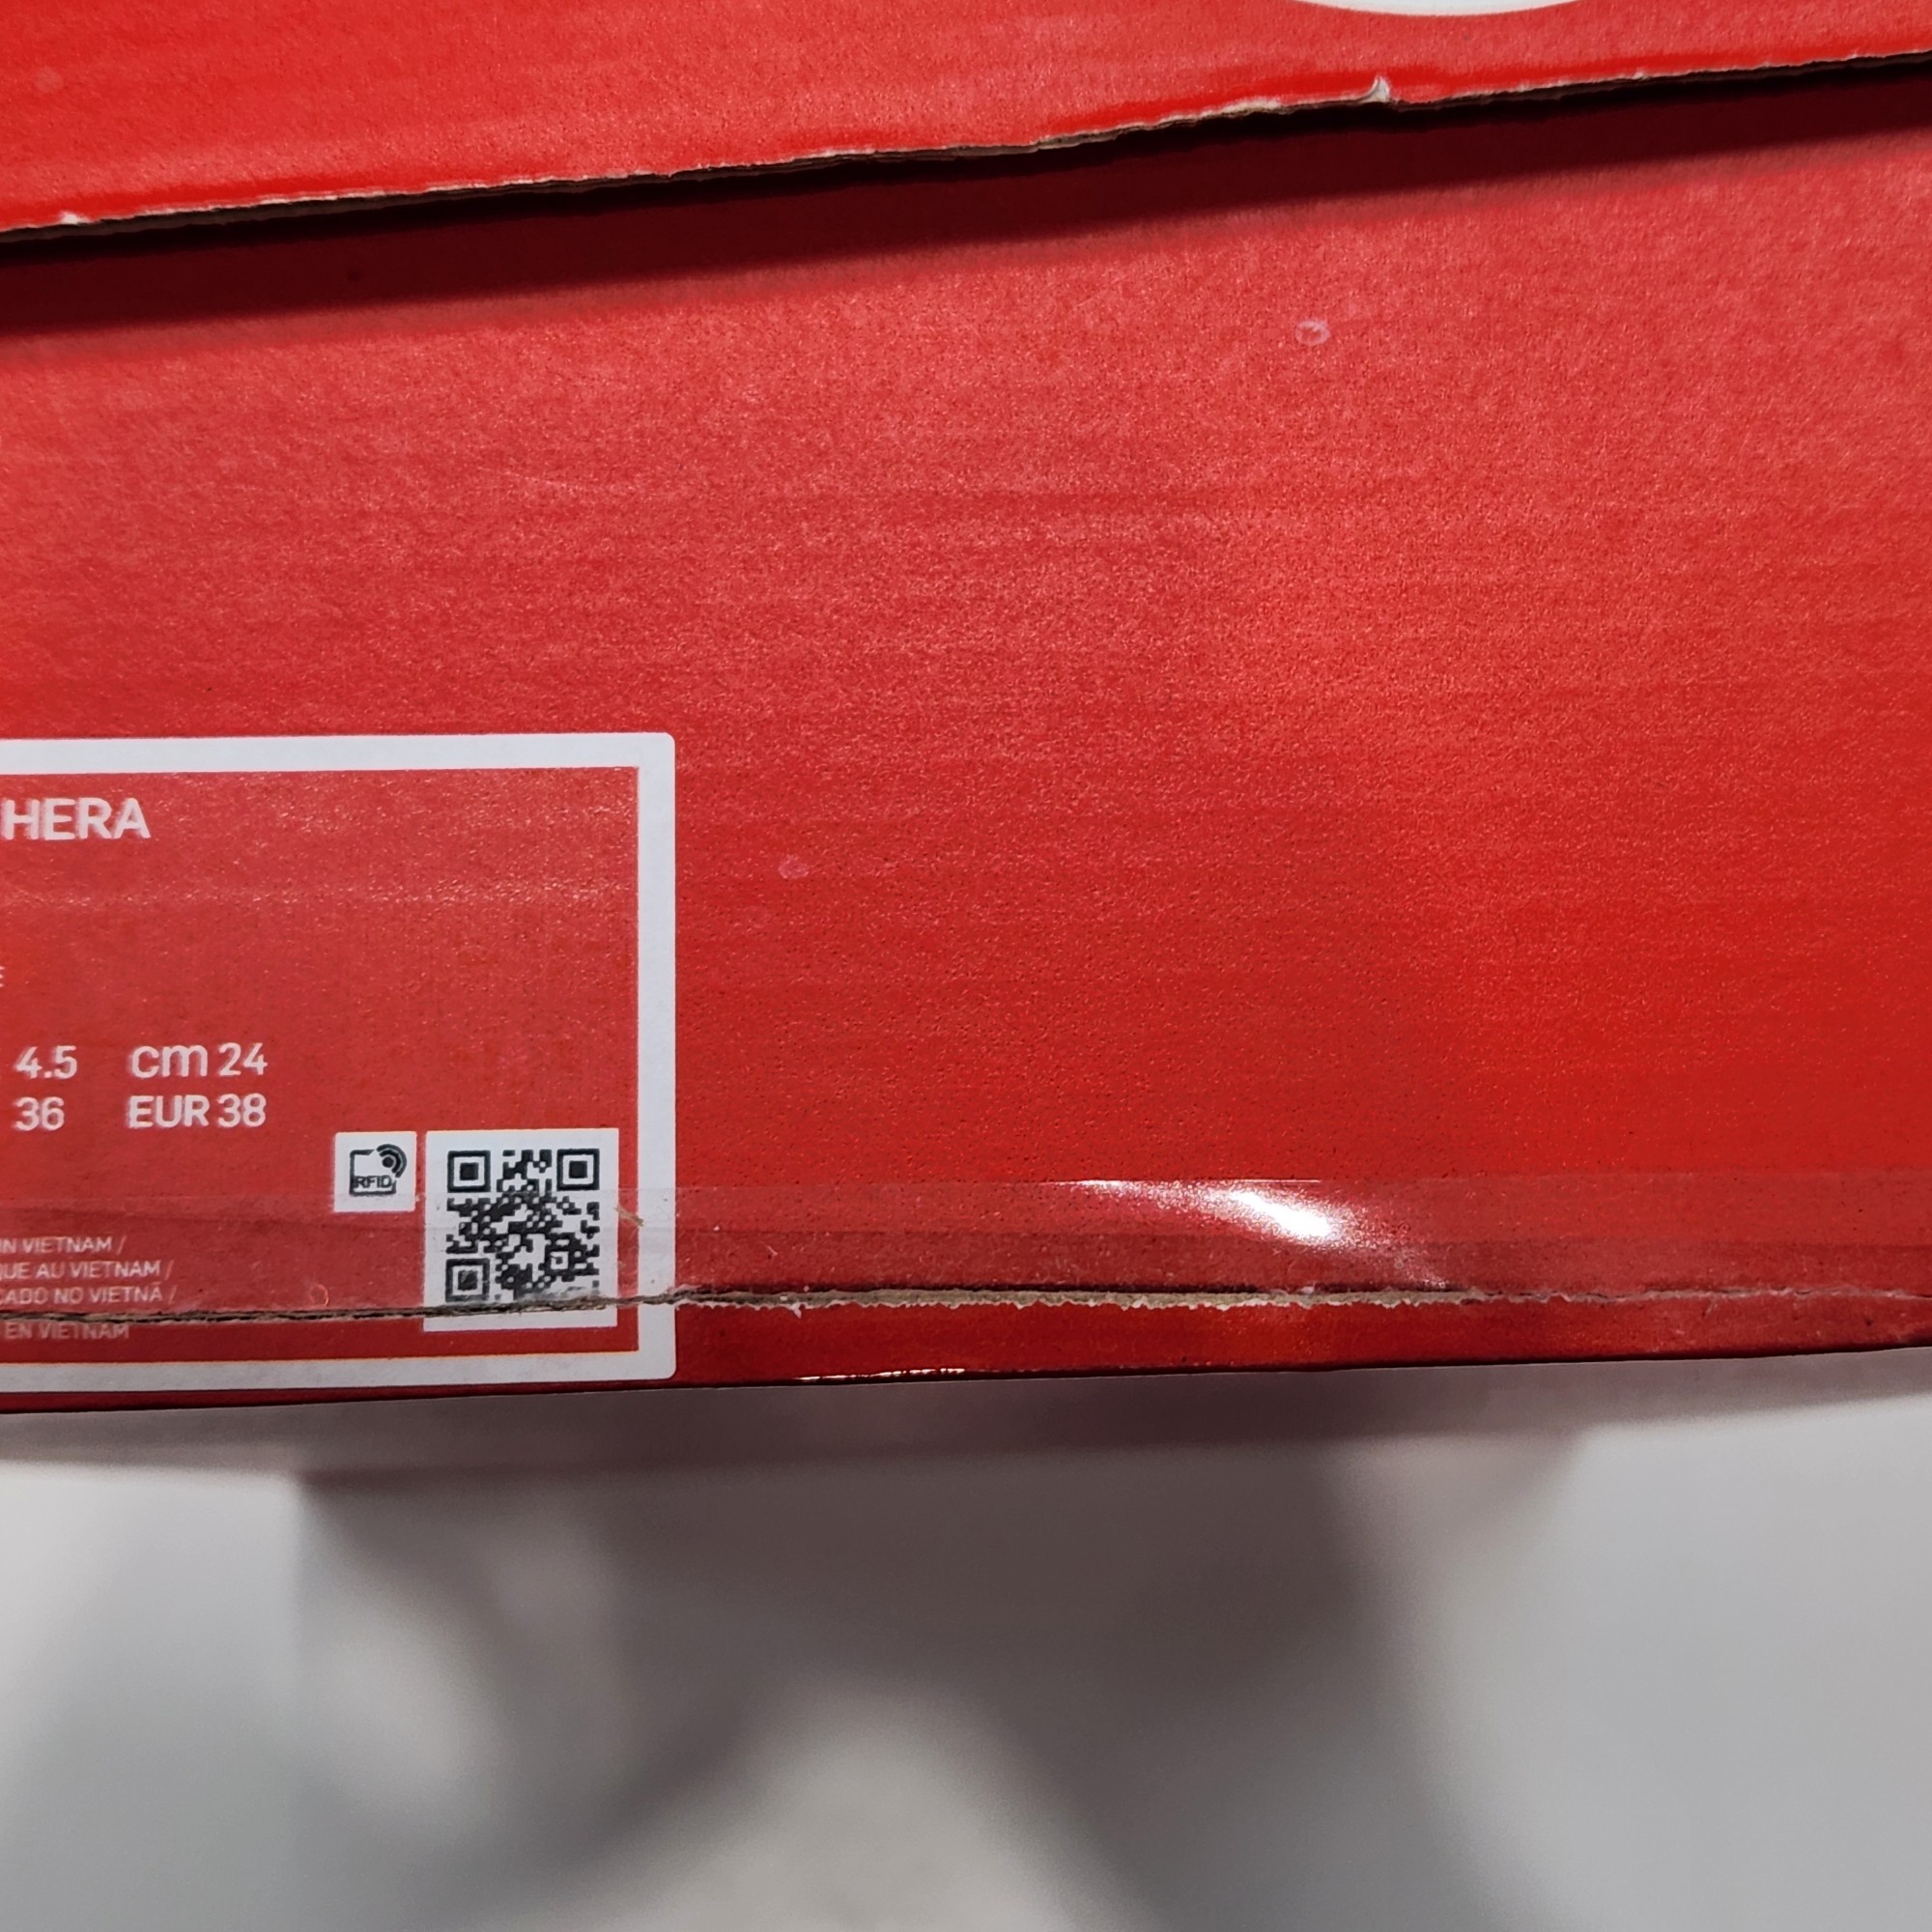 HERA
4.5 cm 24
36 EUR 38
RFID
IN VIETNAM /
QUE AU VIETNAM /
CADO NO VIETNÃ /
EN VIETNAM